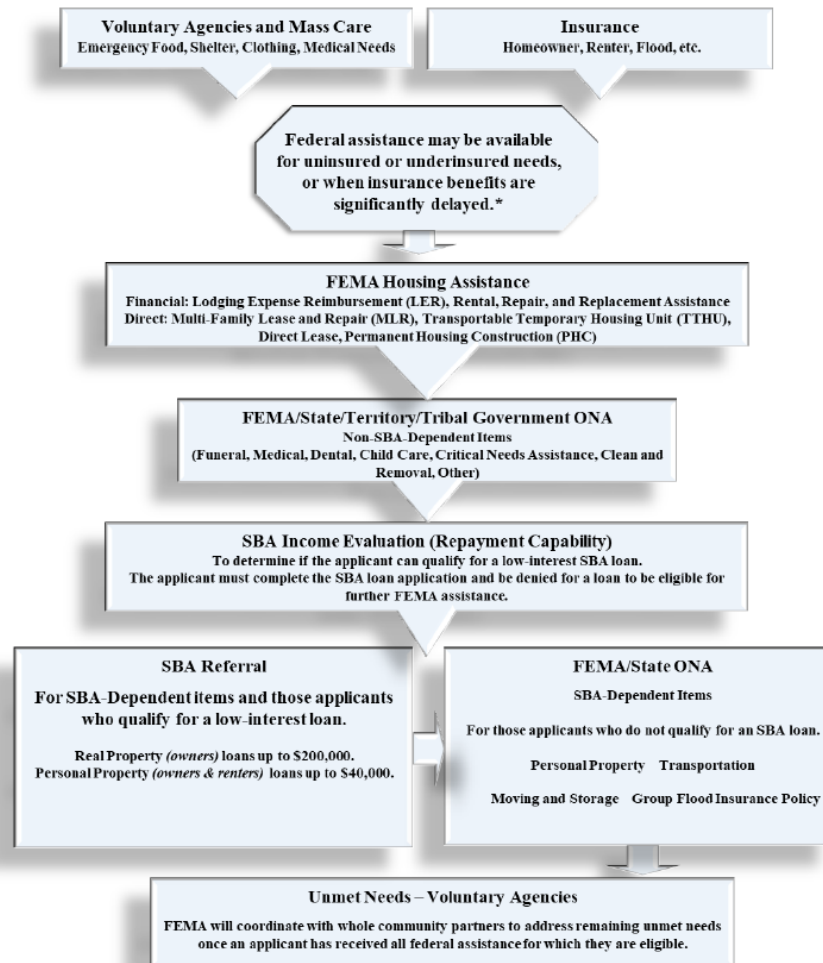 Voluntary Agencies and Mass Care
Emergency Food, Shelter, Clothing, Medical Needs
Insurance
Homeowner, Renter, Flood, etc.
Federal assistance may be available
for uninsured or underinsured needs,
or when insurance benefits are
significantly delayed.*
FEMA Housing Assistance
Financial: Lodging Expense Reimbursement (LER), Rental, Repair, and Replacement Assistance
Direct: Multi-Family Lease and Repair (MLR), Transportable Temporary Housing Unit (TTHU),
Direct Lease, Permanent Housing Construction (PHC)
FEMA/State/Territory/Tribal Government ONA
Non-SBA-Dependent Items
(Funeral, Medical, Dental, Child Care, Critical Needs Assistance, Clean and
Removal, Other)
SBA Income Evaluation (Repayment Capability)
To determine if the applicant can qualify for a low-interest SBA loan.
The applicant must complete the SBA loan application and be denied for a loan to be eligible for
further FEMA assistance.
SBA Referral
For SBA-Dependent items and those applicants
who qualify for a low-interest loan.
Real Property (owners) loans up to $200,000.
Personal Property (owners & renters) loans up to $40,000.
FEMA/State ONA
SBA-Dependent Items
For those applicants who do not qualify for an SBA loan.
Personal Property Transportation
Moving and Storage Group Flood Insurance Policy
Unmet Needs – Voluntary Agencies
FEMA will coordinate with whole community partners to address remaining unmet needs
once an applicant has received all federal assistance for which they are eligible.